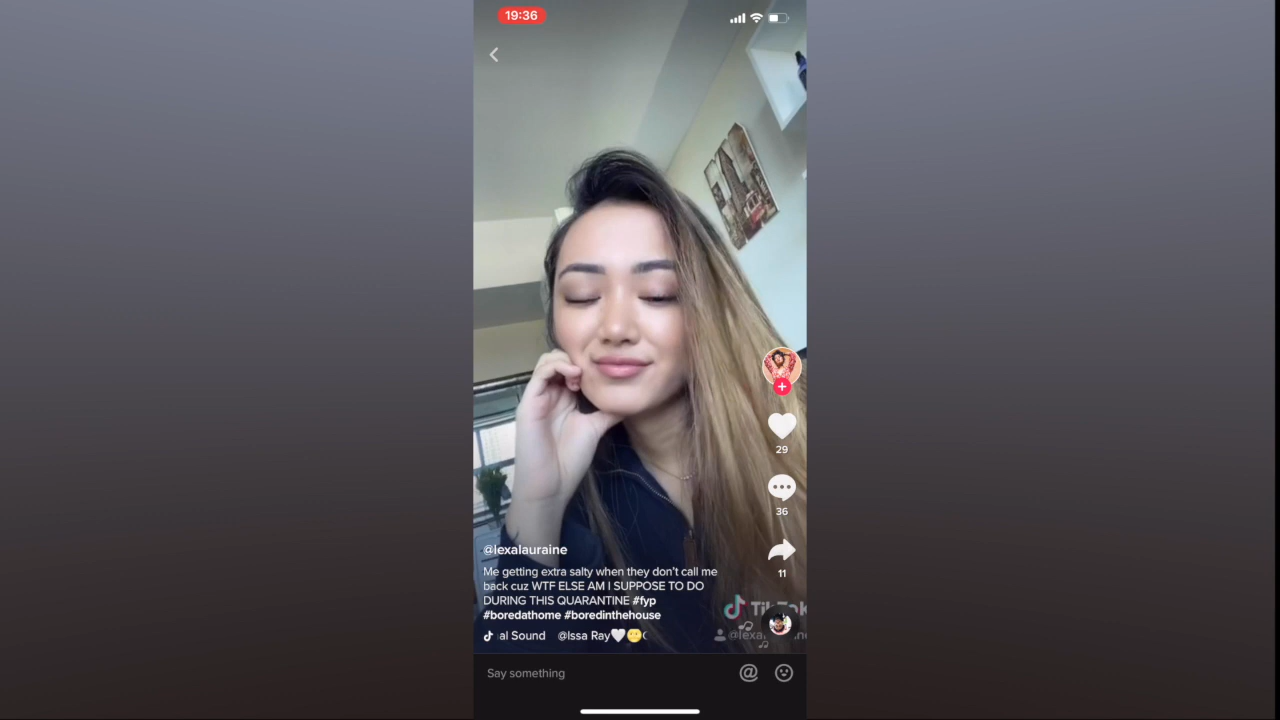 19:36
29
36
@lexalauraine
Me getting extra salty when they don't call me
back cuz WTF ELSE AM I SUPPOSE TO DO
11
DURING THIS QUARANTINE #fyp
#boredathome #boredinthehouse
TikTok
al Sound @Issa Ray🤍
Say something